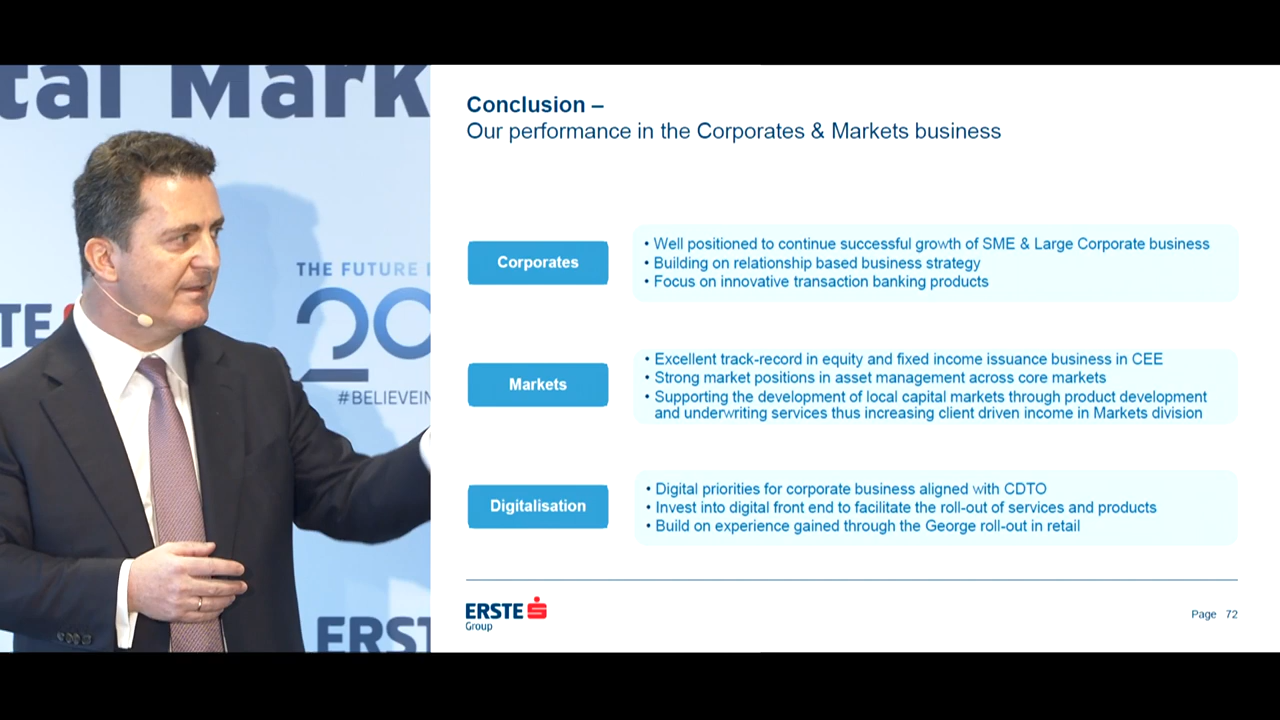 tal Mark
THE FUTURE
20
#BELIEVEIN
STE
ERST
Conclusion –
Our performance in the Corporates & Markets business
Corporates
• Well positioned to continue successful growth of SME & Large Corporate business
• Building on relationship based business strategy
• Focus on innovative transaction banking products
Markets
• Excellent track-record in equity and fixed income issuance business in CEE
• Strong market positions in asset management across core markets
• Supporting the development of local capital markets through product development
and underwriting services thus increasing client driven income in Markets division
Digitalisation
• Digital priorities for corporate business aligned with CDTO
• Invest into digital front end to facilitate the roll-out of services and products
• Build on experience gained through the George roll-out in retail
ERSTE
Group
Page 72